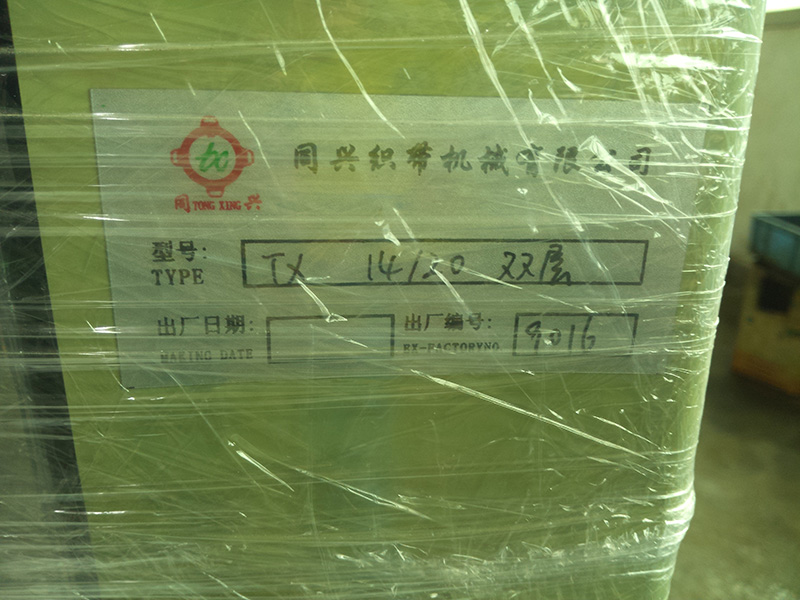 同兴织带机械有限公司
同 TONG XING 兴
型号: TX 14/20 双层
TYPE
出厂日期: 出厂编号: 9016
MAKING DATE EX-FACTORYNO